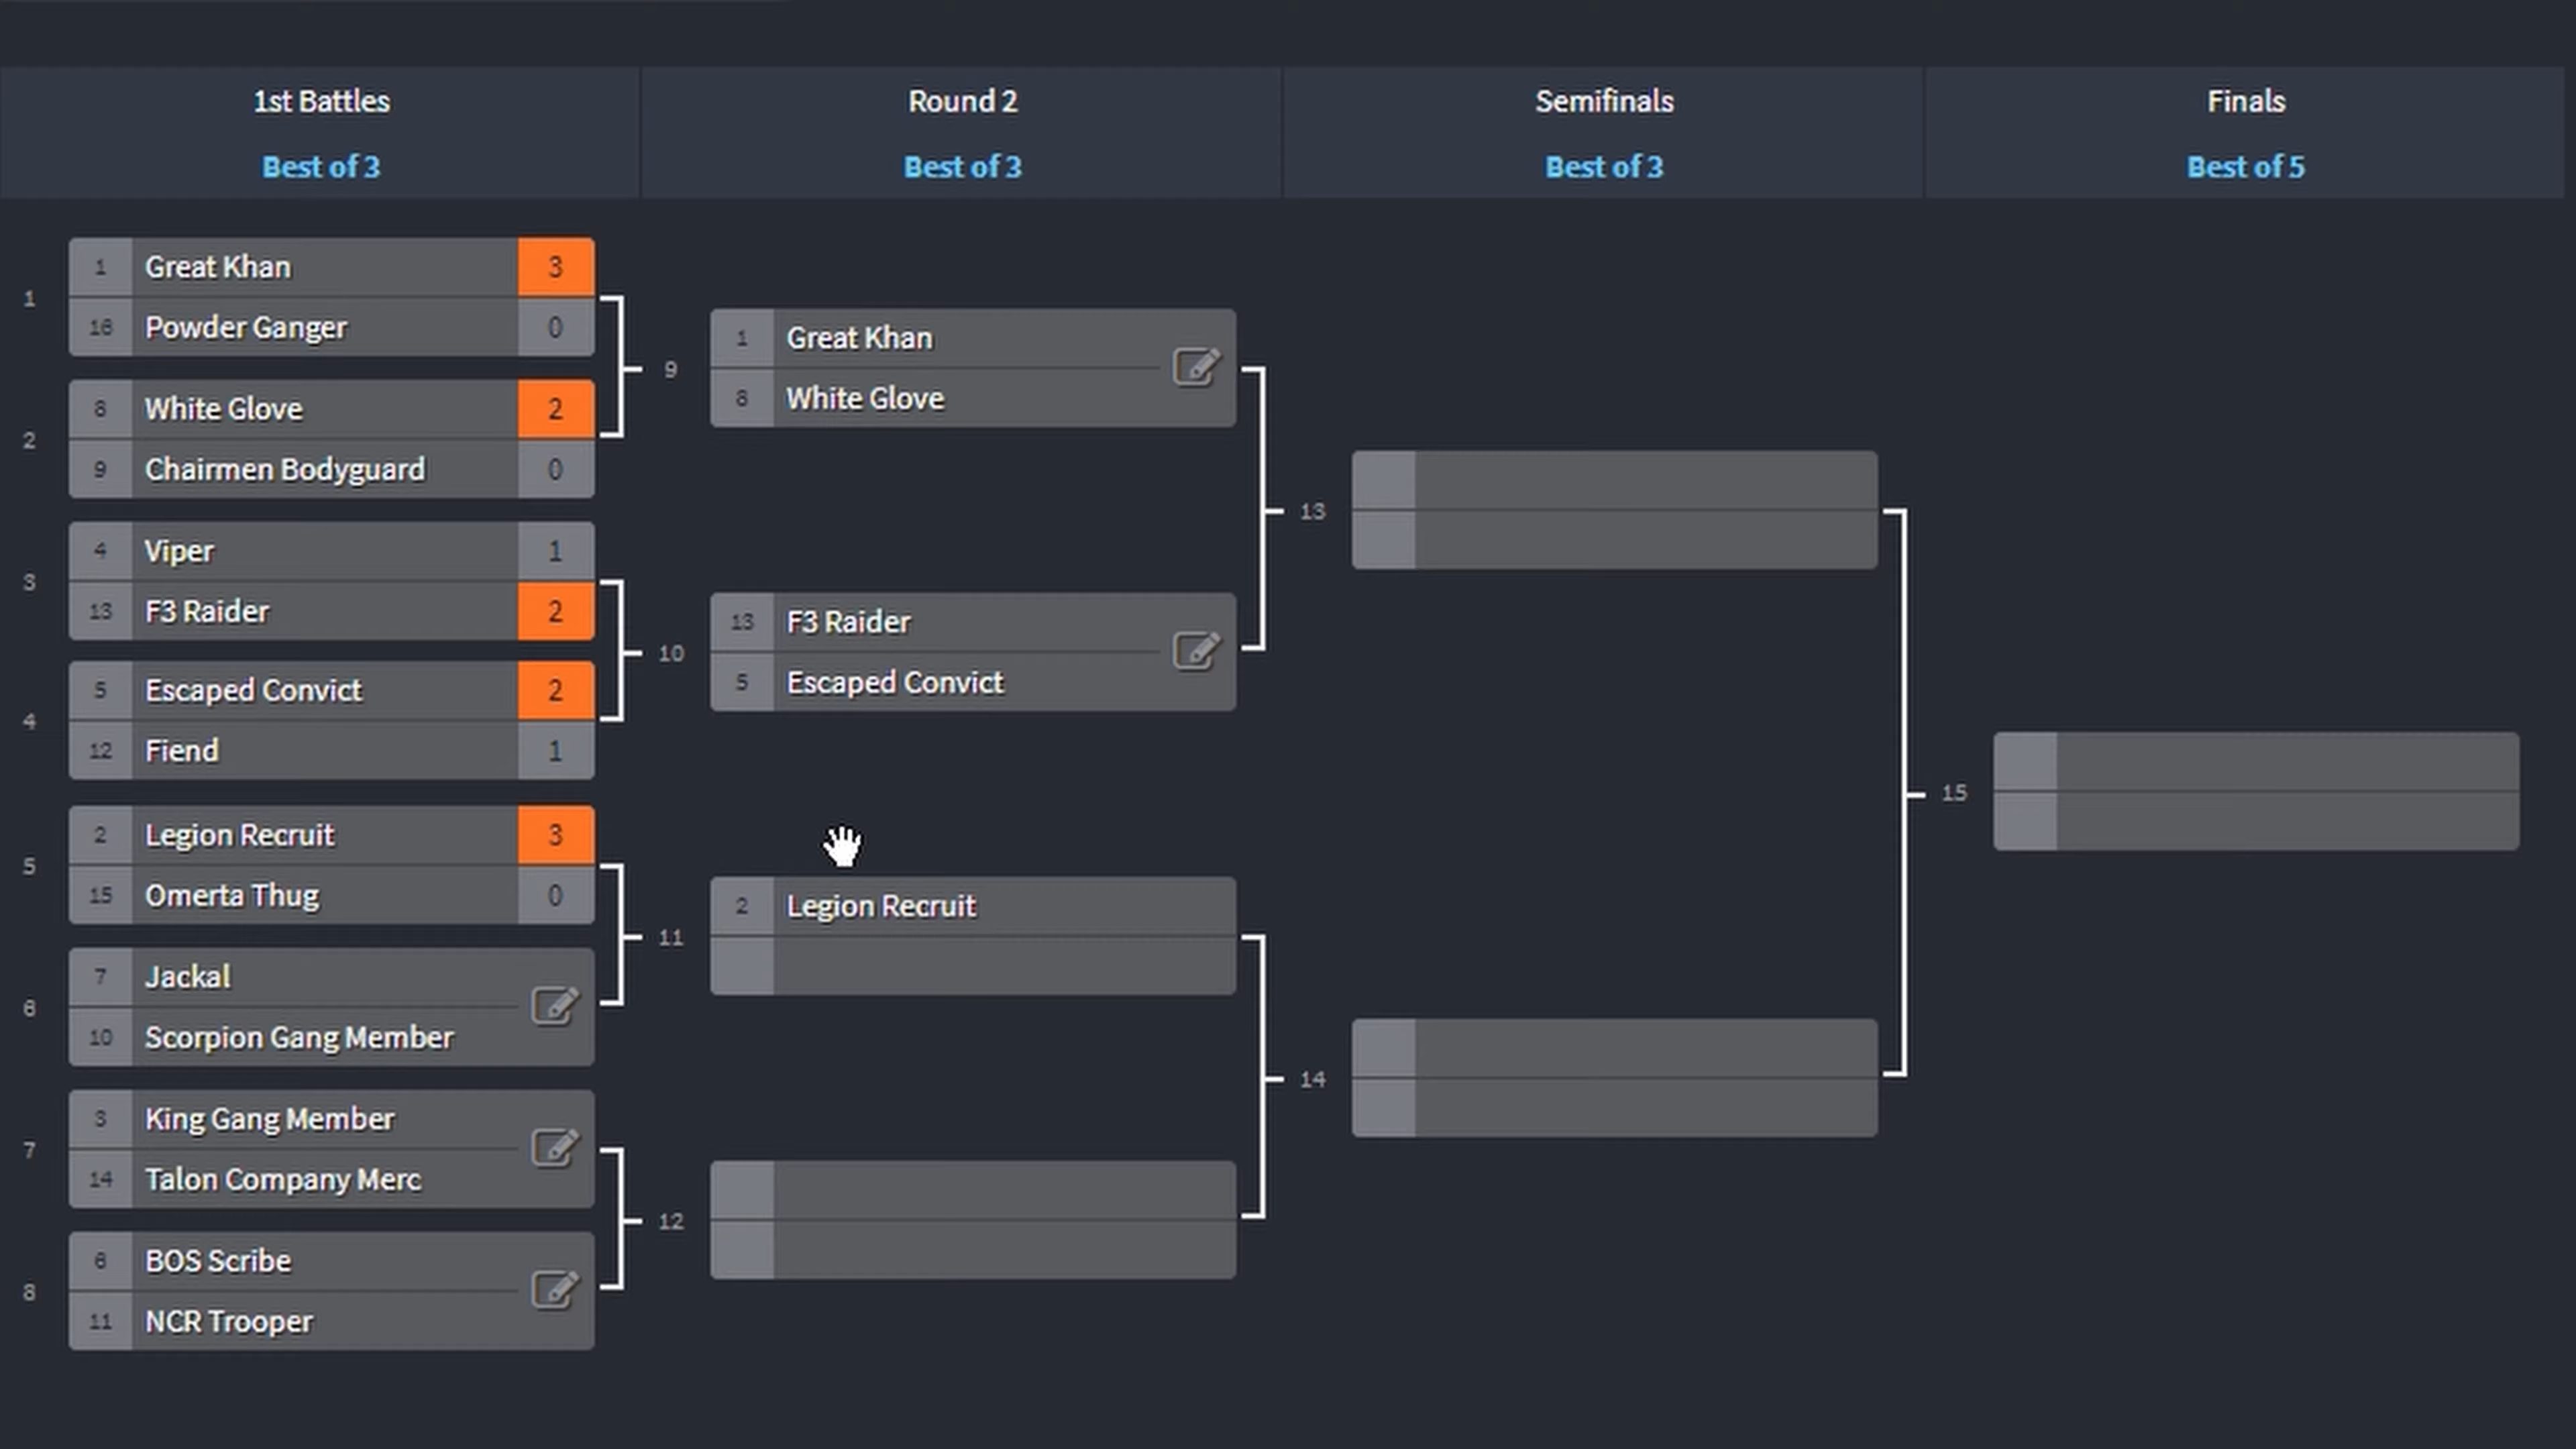 1st Battles
Best of 3
Round 2
Best of 3
Semifinals
Best of 3
Finals
Best of 5
1
1 Great Khan 3
16 Powder Ganger 0
2
8 White Glove 2
9 Chairmen Bodyguard 0
3
4 Viper 1
13 F3 Raider 2
4
5 Escaped Convict 2
12 Fiend 1
5
2 Legion Recruit 3
15 Omerta Thug 0
6
7 Jackal
10 Scorpion Gang Member
7
3 King Gang Member
14 Talon Company Merc
8
6 BOS Scribe
11 NCR Trooper
9
1 Great Khan
8 White Glove
10
13 F3 Raider
5 Escaped Convict
11
2 Legion Recruit
12
13
14
15